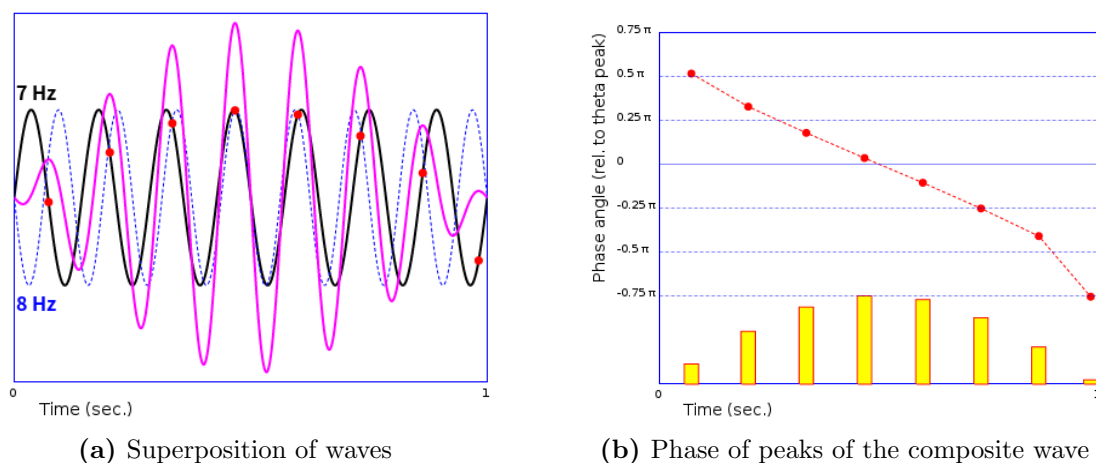 7 Hz
8 Hz
0
1
Time (sec.)
(a) Superposition of waves
Phase angle (rel. to theta peak)
0.75 π
0.5 π
0.25 π
0
-0.25 π
-0.5 π
-0.75 π
0
1
Time (sec.)
(b) Phase of peaks of the composite wave